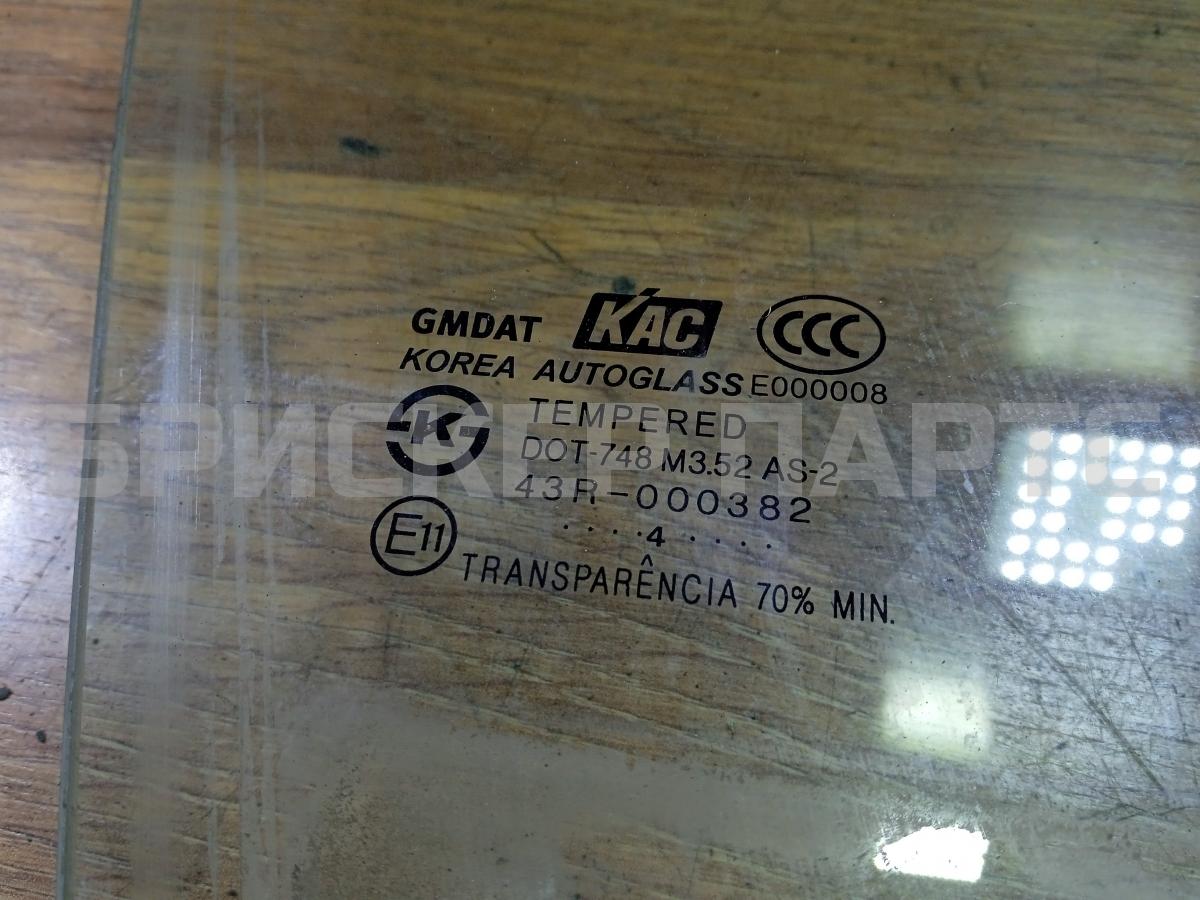 GMDAT KAC CCC
KOREA AUTOGLASS E000008
K TEMPERED
DOT-748 M3.52 AS-2
43R-000382
E11 ....4 ....
TRANSPARÊNCIA 70% MIN.
БРИСКЕТПАРТС